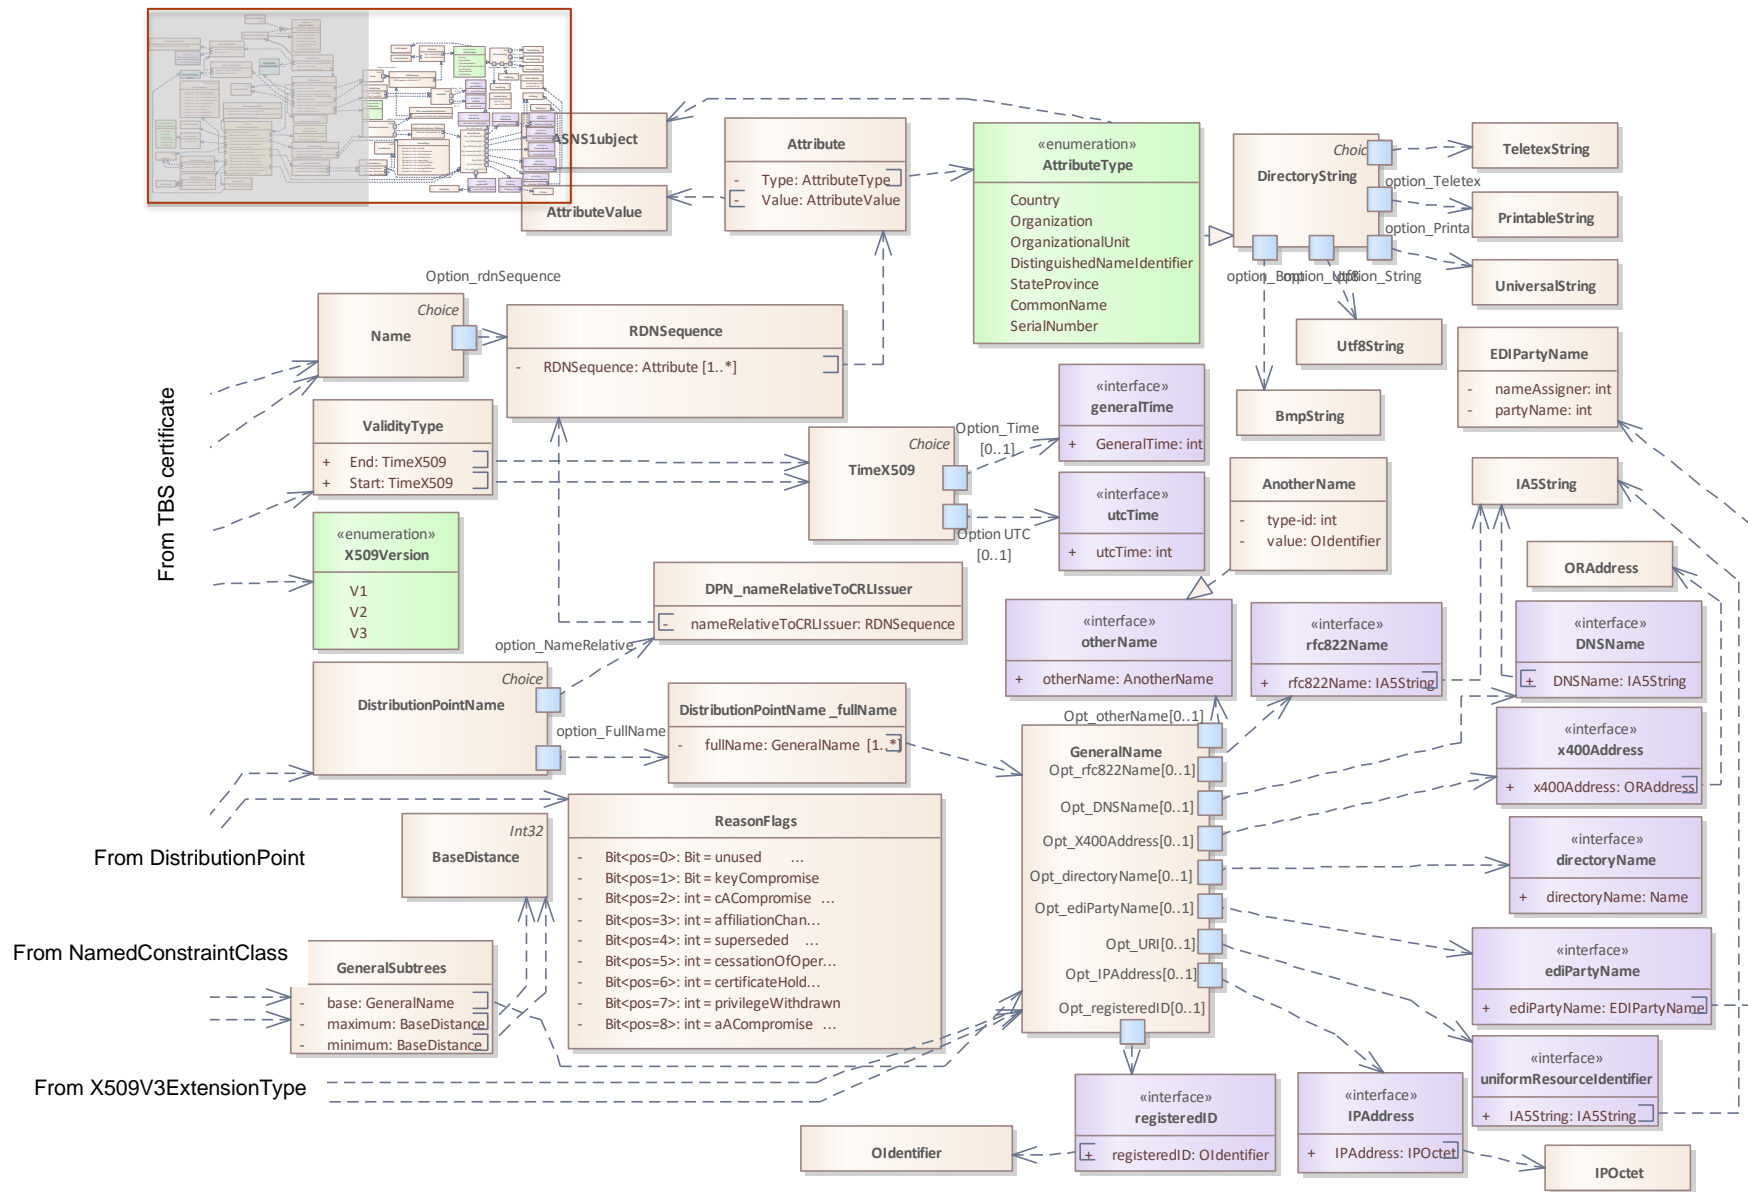 ASNS1ubject
AttributeValue
Attribute
- Type: AttributeType
- Value: AttributeValue
«enumeration»
AttributeType
Country
Organization
OrganizationalUnit
DistinguishedNameIdentifier
StateProvince
CommonName
SerialNumber
Choic
DirectoryString
option_Teletex
option_Printa
option_Bmp
option_Utf8
option_String
TeletexString
PrintableString
UniversalString
Utf8String
BmpString
EDIPartyName
- nameAssigner: int
- partyName: int
Option_rdnSequence
Choice
Name
RDNSequence
- RDNSequence: Attribute [1..*]
From TBS certificate
ValidityType
+ End: TimeX509
+ Start: TimeX509
Choice
TimeX509
Option_Time
[0..1]
Option UTC
[0..1]
«interface»
generalTime
+ GeneralTime: int
«interface»
utcTime
+ utcTime: int
AnotherName
- type-id: int
- value: OIdentifier
IA5String
ORAddress
«enumeration»
X509Version
V1
V2
V3
DPN_nameRelativeToCRLIssuer
- nameRelativeToCRLIssuer: RDNSequence
option_NameRelative
Choice
DistributionPointName
option_FullName
DistributionPointName _fullName
- fullName: GeneralName [1..*]
«interface»
otherName
+ otherName: AnotherName
«interface»
rfc822Name
+ rfc822Name: IA5String
«interface»
DNSName
+ DNSName: IA5String
«interface»
x400Address
+ x400Address: ORAddress
Opt_otherName[0..1]
GeneralName
Opt_rfc822Name[0..1]
Opt_DNSName[0..1]
Opt_X400Address[0..1]
Opt_directoryName[0..1]
Opt_ediPartyName[0..1]
Opt_URI[0..1]
Opt_IPAddress[0..1]
Opt_registeredID[0..1]
«interface»
directoryName
+ directoryName: Name
«interface»
ediPartyName
+ ediPartyName: EDIPartyName
«interface»
uniformResourceIdentifier
+ IA5String: IA5String
From DistributionPoint
Int32
BaseDistance
ReasonFlags
- Bit<pos=0>: Bit = unused ...
- Bit<pos=1>: Bit = keyCompromise
- Bit<pos=2>: int = cACompromise ...
- Bit<pos=3>: int = affiliationChan...
- Bit<pos=4>: int = superseded ...
- Bit<pos=5>: int = cessationOfOper...
- Bit<pos=6>: int = certificateHold...
- Bit<pos=7>: int = privilegeWithdrawn
- Bit<pos=8>: int = aACompromise ...
From NamedConstraintClass
GeneralSubtrees
- base: GeneralName
- maximum: BaseDistance
- minimum: BaseDistance
From X509V3ExtensionType
«interface»
registeredID
+ registeredID: OIdentifier
OIdentifier
«interface»
IPAddress
+ IPAddress: IPOctet
IPOctet